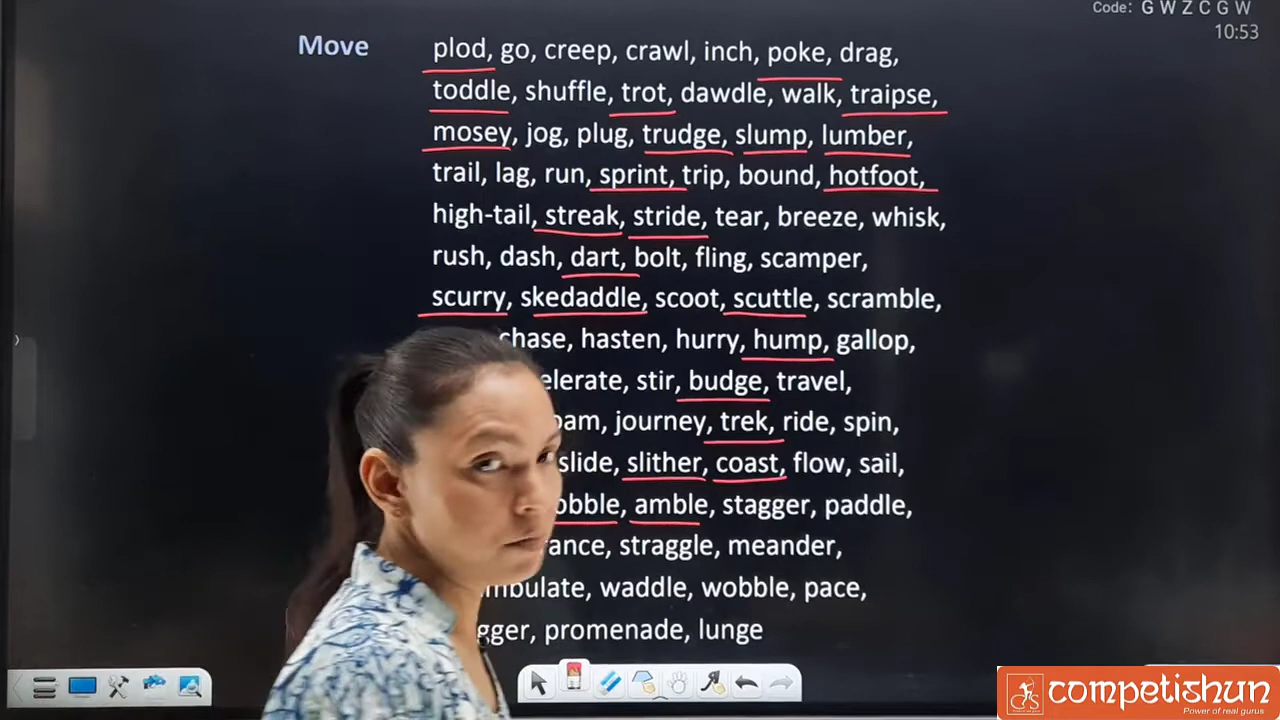 Code: G W Z C G W
10:53
Move
plod, go, creep, crawl, inch, poke, drag,
toddle, shuffle, trot, dawdle, walk, traipse,
mosey, jog, plug, trudge, slump, lumber,
trail, lag, run, sprint, trip, bound, hotfoot,
high-tail, streak, stride, tear, breeze, whisk,
rush, dash, dart, bolt, fling, scamper,
scurry, skedaddle, scoot, scuttle, scramble,
chase, hasten, hurry, hump, gallop,
stir, budge, travel,
journey, trek, ride, spin,
slide, slither, coast, flow, sail,
amble, stagger, paddle,
straggle, meander,
waddle, wobble, pace,
promenade, lunge
competishun
Power of real gurus